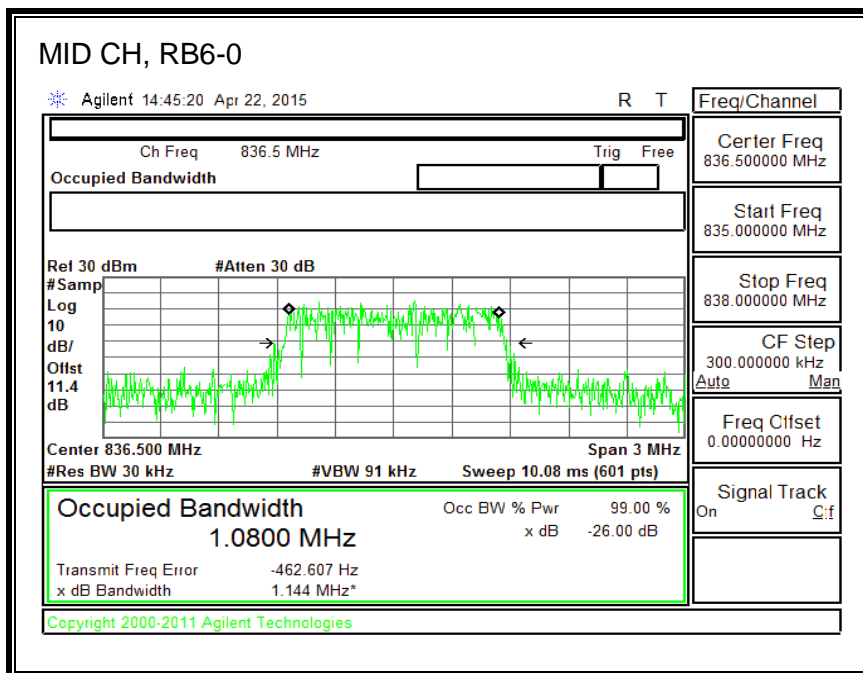 MID CH, RB6-0
Agilent 14:45:20 Apr 22, 2015 R T
Freq/Channel
Ch Freq 836.5 MHz Trig Free
Occupied Bandwidth
Center Freq
836.500000 MHz
Start Freq
835.000000 MHz
Stop Freq
838.000000 MHz
CF Step
300.000000 kHz
Auto Man
Freq Offset
0.00000000 Hz
Signal Track
On Off
Ref 30 dBm #Atten 30 dB
#Samp
Log
10
dB/
Offst
11.4
dB
Center 836.500 MHz Span 3 MHz
#Res BW 30 kHz #VBW 91 kHz Sweep 10.08 ms (601 pts)
Occupied Bandwidth
1.0800 MHz
Occ BW % Pwr 99.00 %
x dB -26.00 dB
Transmit Freq Error -462.607 Hz
x dB Bandwidth 1.144 MHz*
Copyright 2000-2011 Agilent Technologies